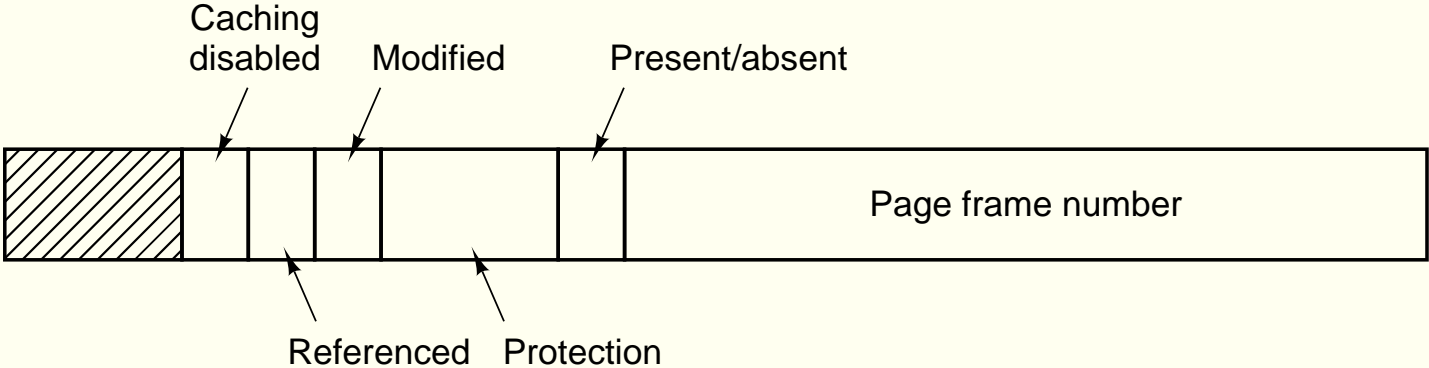 Caching
disabled
Modified
Present/absent
Page frame number
Referenced
Protection